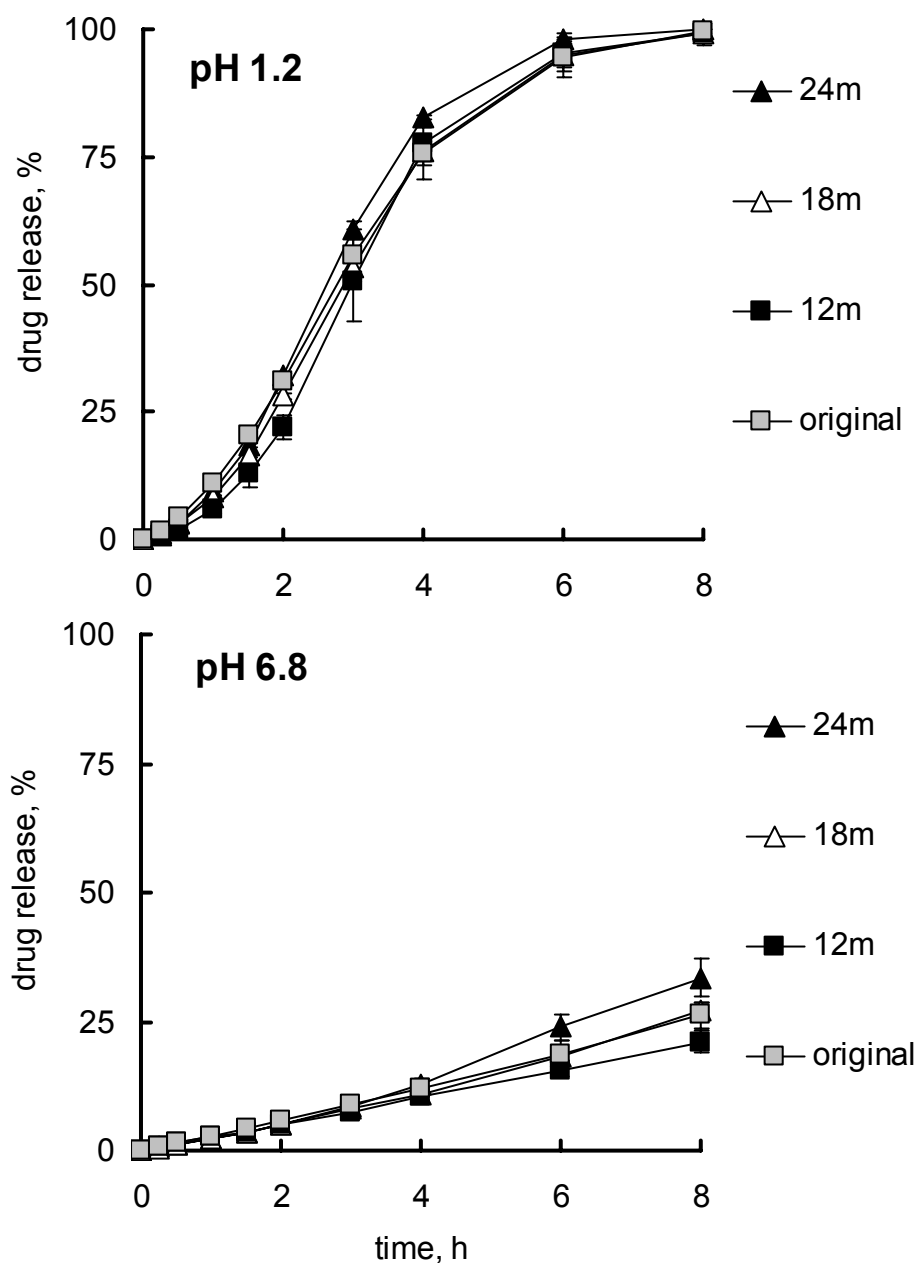 100
pH 1.2
24m
75
18m
drug release, %
50
12m
25
original
0
0 2 4 6 8
100
pH 6.8
24m
75
18m
drug release, %
50
12m
25
original
0
0 2 4 6 8
time, h